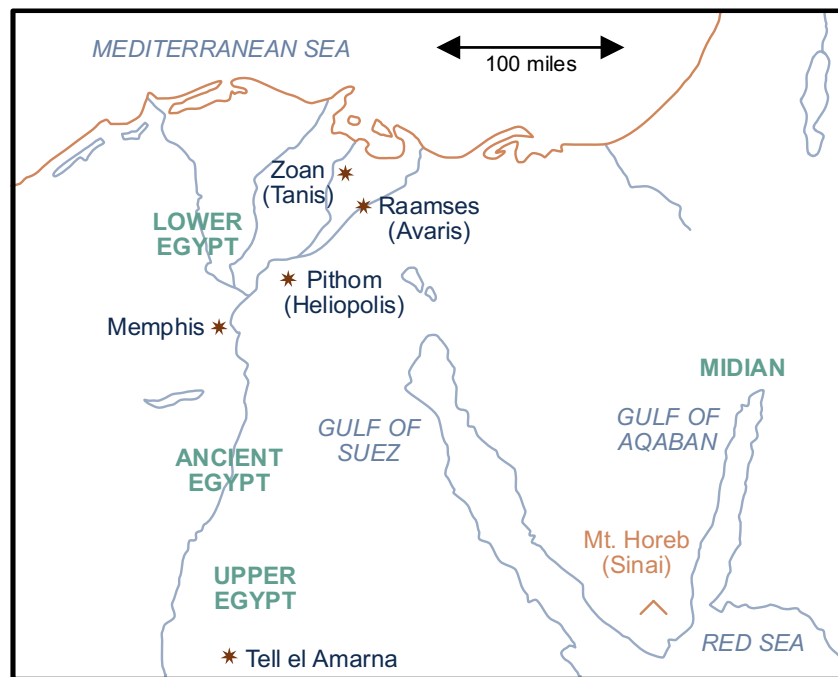 MEDITERRANEAN SEA
100 miles
Zoan
(Tanis)
Raamses
(Avaris)
LOWER
EGYPT
Pithom
(Heliopolis)
Memphis
MIDIAN
GULF OF
SUEZ
GULF OF
AQABAN
ANCIENT
EGYPT
Mt. Horeb
(Sinai)
UPPER
EGYPT
RED SEA
Tell el Amarna